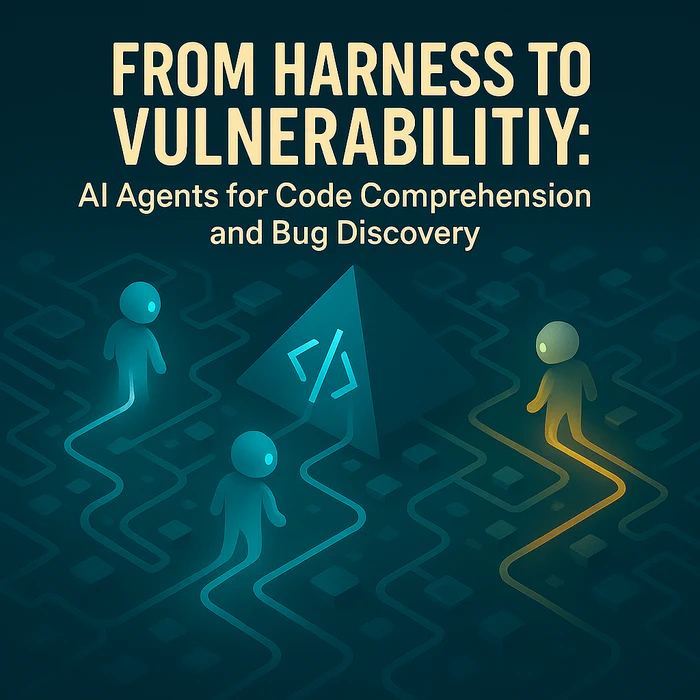 FROM HARNESS TO
VULNERABILITIY:
AI Agents for Code Comprehension
and Bug Discovery
</>